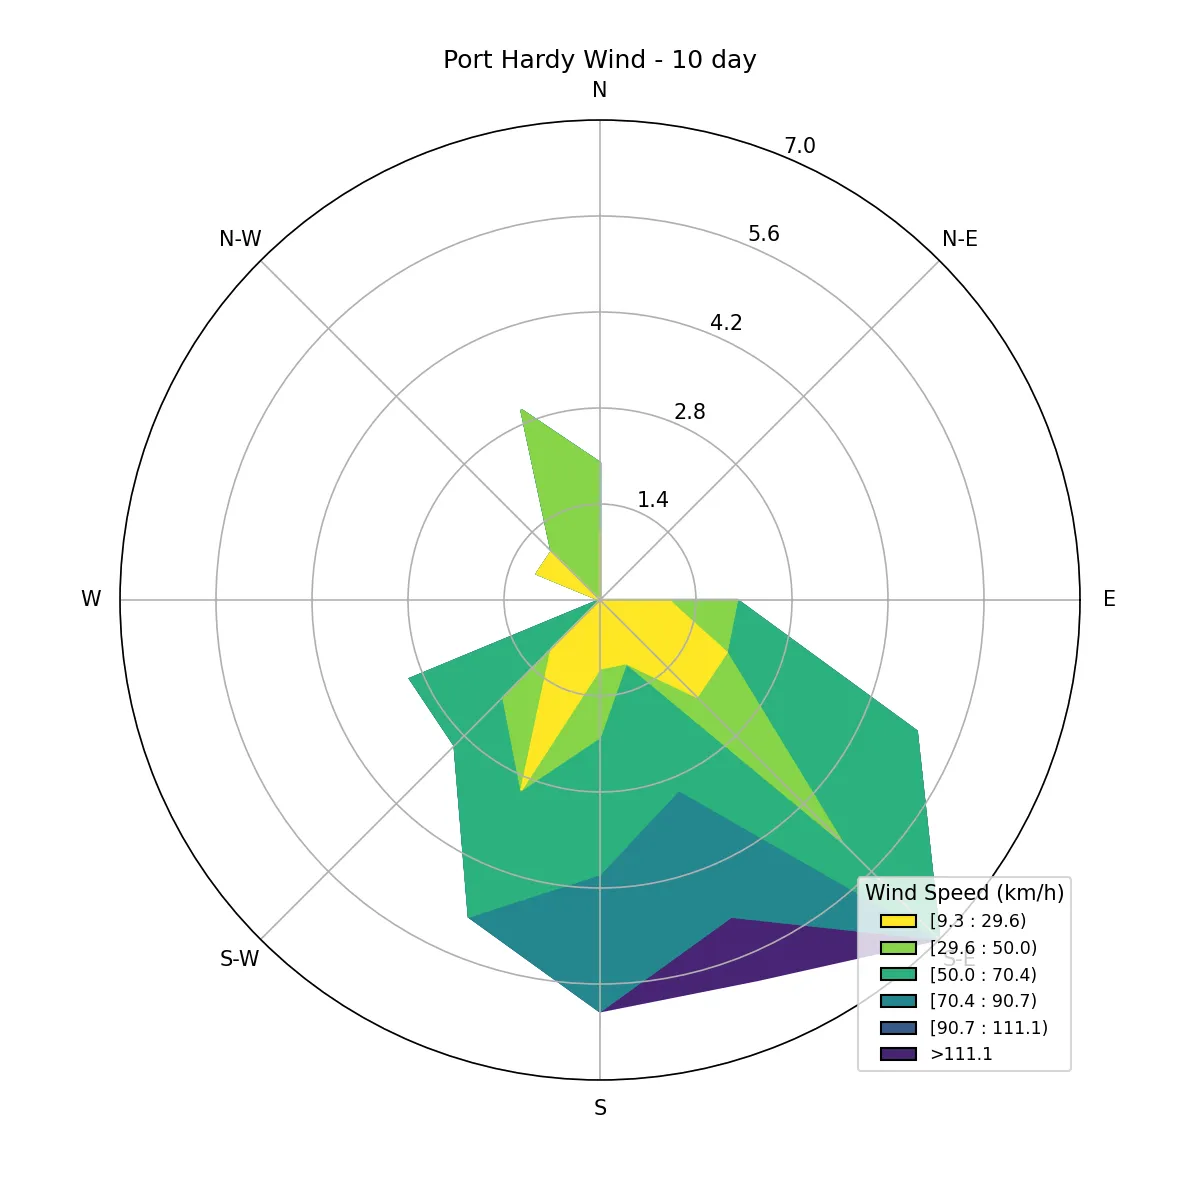 Port Hardy Wind - 10 day
N
7.0
N-W
5.6
N-E
4.2
2.8
1.4
W
E
Wind Speed (km/h)
[9.3 : 29.6)
[29.6 : 50.0)
S-W
S-E
[50.0 : 70.4)
[70.4 : 90.7)
[90.7 : 111.1)
>111.1
S